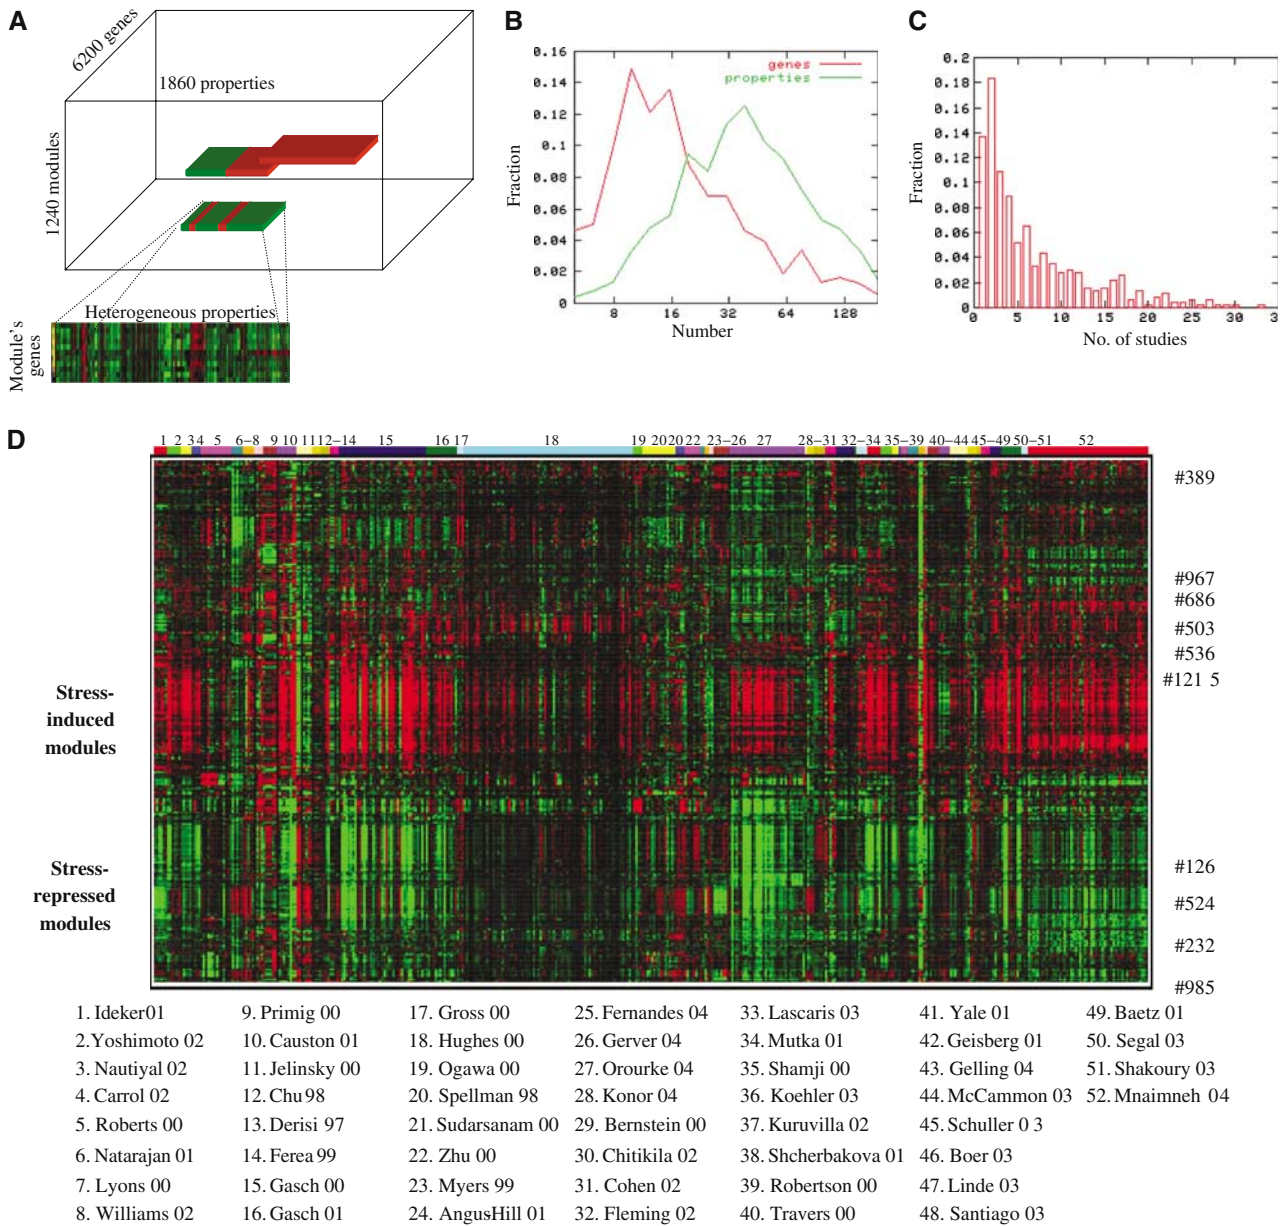 A
6200 genes
1860 properties
1240 modules
Heterogeneous properties
Module's
genes
B
0.16
0.14
0.12
0.1
0.08
0.06
0.04
0.02
0
Fraction
genes
properties
8 16 32 64 128
Number
C
0.2
0.18
0.16
0.14
0.12
0.1
0.08
0.06
0.04
0.02
0
Fraction
0 5 10 15 20 25 30 3
No. of studies
D
1 2 3 4 5 6–8 9 10 11 12–14 15 16 17 18 19 20 20 22 23–26 27 28–31 32–34 35–39 40–44 45–49 50–51 52
#389
#967
#686
#503
#536
#121 5
#126
#524
#232
#985
Stress-
induced
modules
Stress-
repressed
modules
1. Ideker01
2.Yoshimoto 02
3. Nautiyal 02
4. Carrol 02
5. Roberts 00
6. Natarajan 01
7. Lyons 00
8. Williams 02
9. Primig 00
10. Causton 01
11. Jelinsky 00
12. Chu 98
13. Derisi 97
14. Ferea 99
15. Gasch 00
16. Gasch 01
17. Gross 00
18. Hughes 00
19. Ogawa 00
20. Spellman 98
21. Sudarsanam 00
22. Zhu 00
23. Myers 99
24. AngusHill 01
25. Fernandes 04
26. Gerver 04
27. Orourke 04
28. Konor 04
29. Bernstein 00
30. Chitikila 02
31. Cohen 02
32. Fleming 02
33. Lascaris 03
34. Mutka 01
35. Shamji 00
36. Koehler 03
37. Kuruvilla 02
38. Shcherbakova 01
39. Robertson 00
40. Travers 00
41. Yale 01
42. Geisberg 01
43. Gelling 04
44. McCammon 03
45. Schuller 0 3
46. Boer 03
47. Linde 03
48. Santiago 03
49. Baetz 01
50. Segal 03
51. Shakoury 03
52. Mnaimneh 04